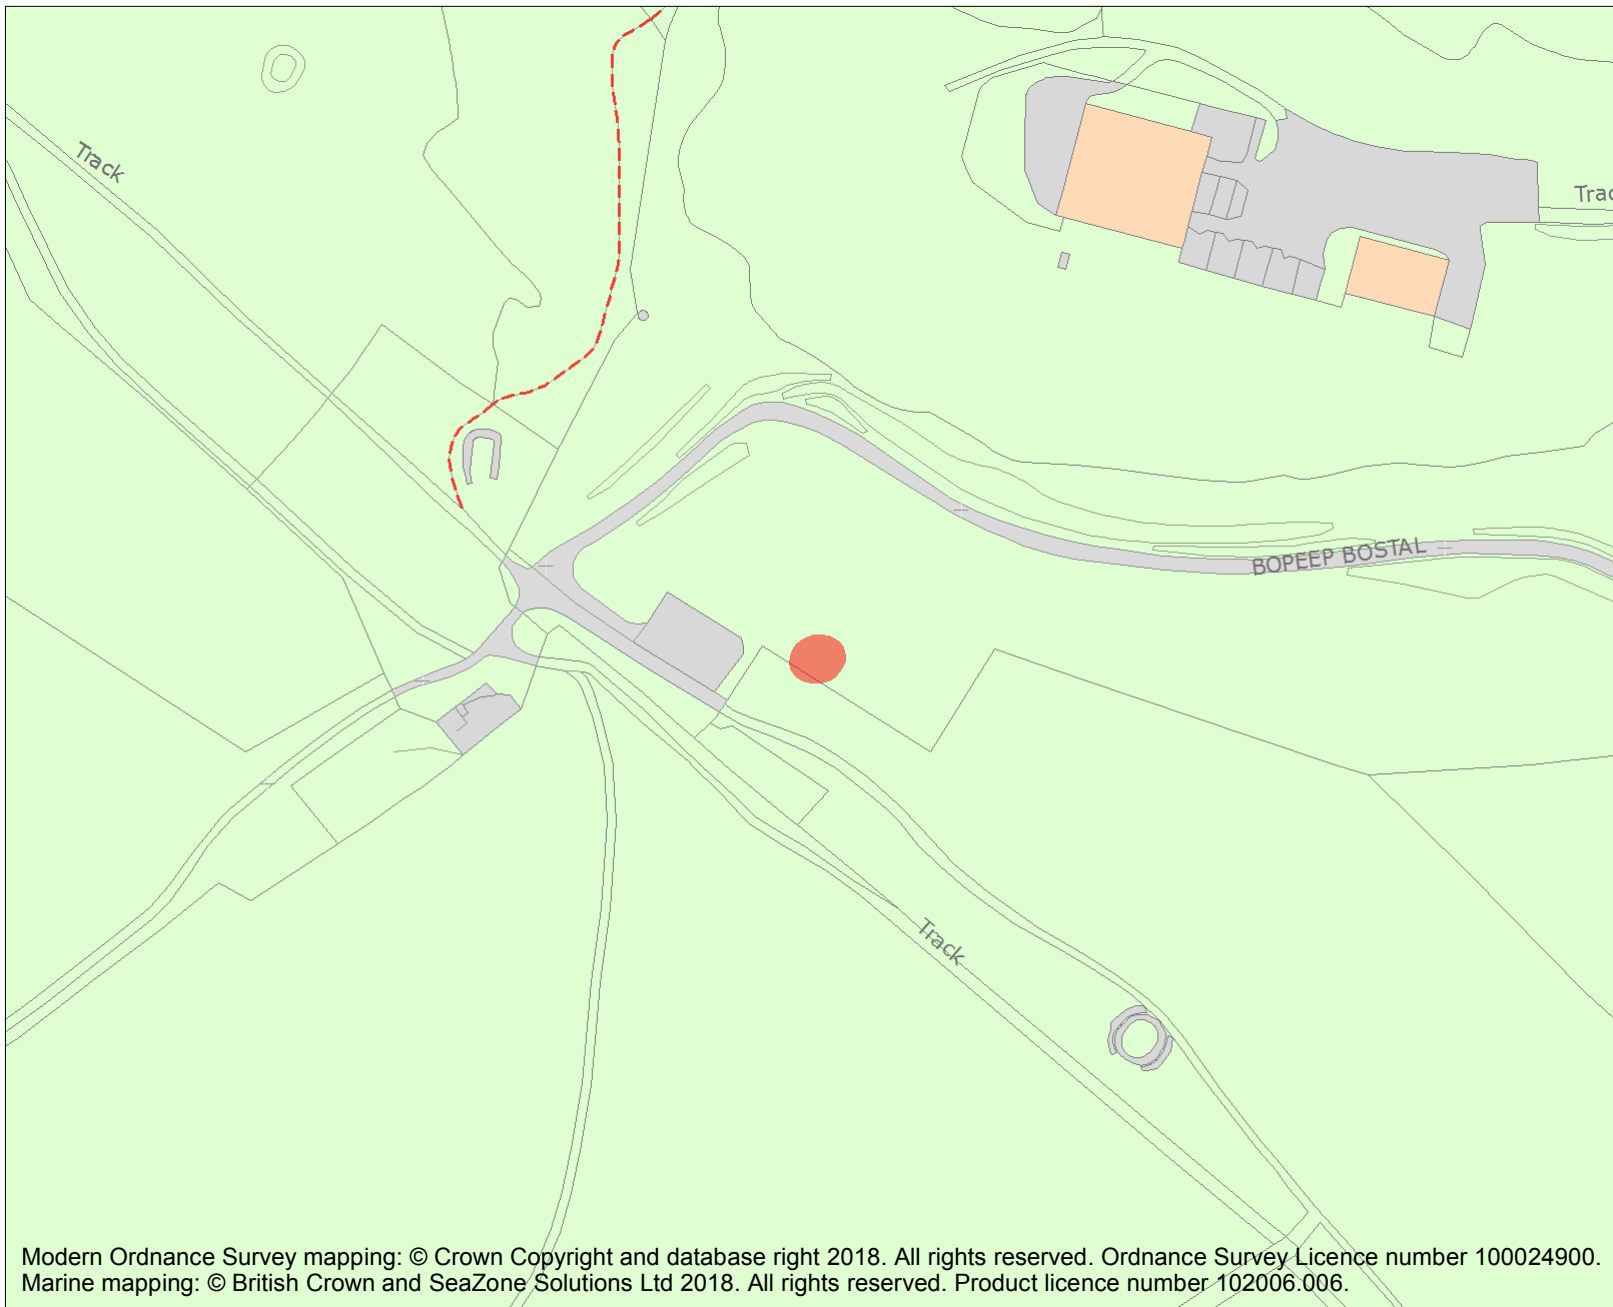 Track
Trac
BOPEEP BOSTAL
Track
Modern Ordnance Survey mapping: © Crown Copyright and database right 2018. All rights reserved. Ordnance Survey Licence number 100024900.
Marine mapping: © British Crown and SeaZone Solutions Ltd 2018. All rights reserved. Product licence number 102006.006.